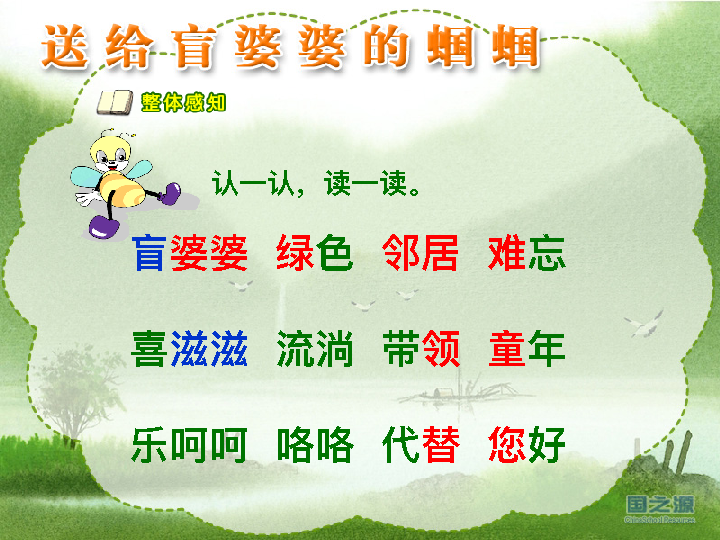 送给盲婆婆的蝈蝈
整体感知
认一认，读一读。
盲婆婆 绿色 邻居 难忘
喜滋滋 流淌 带领 童年
乐呵呵 咯咯 代替 您好
国之源
ChinaSchool Resources